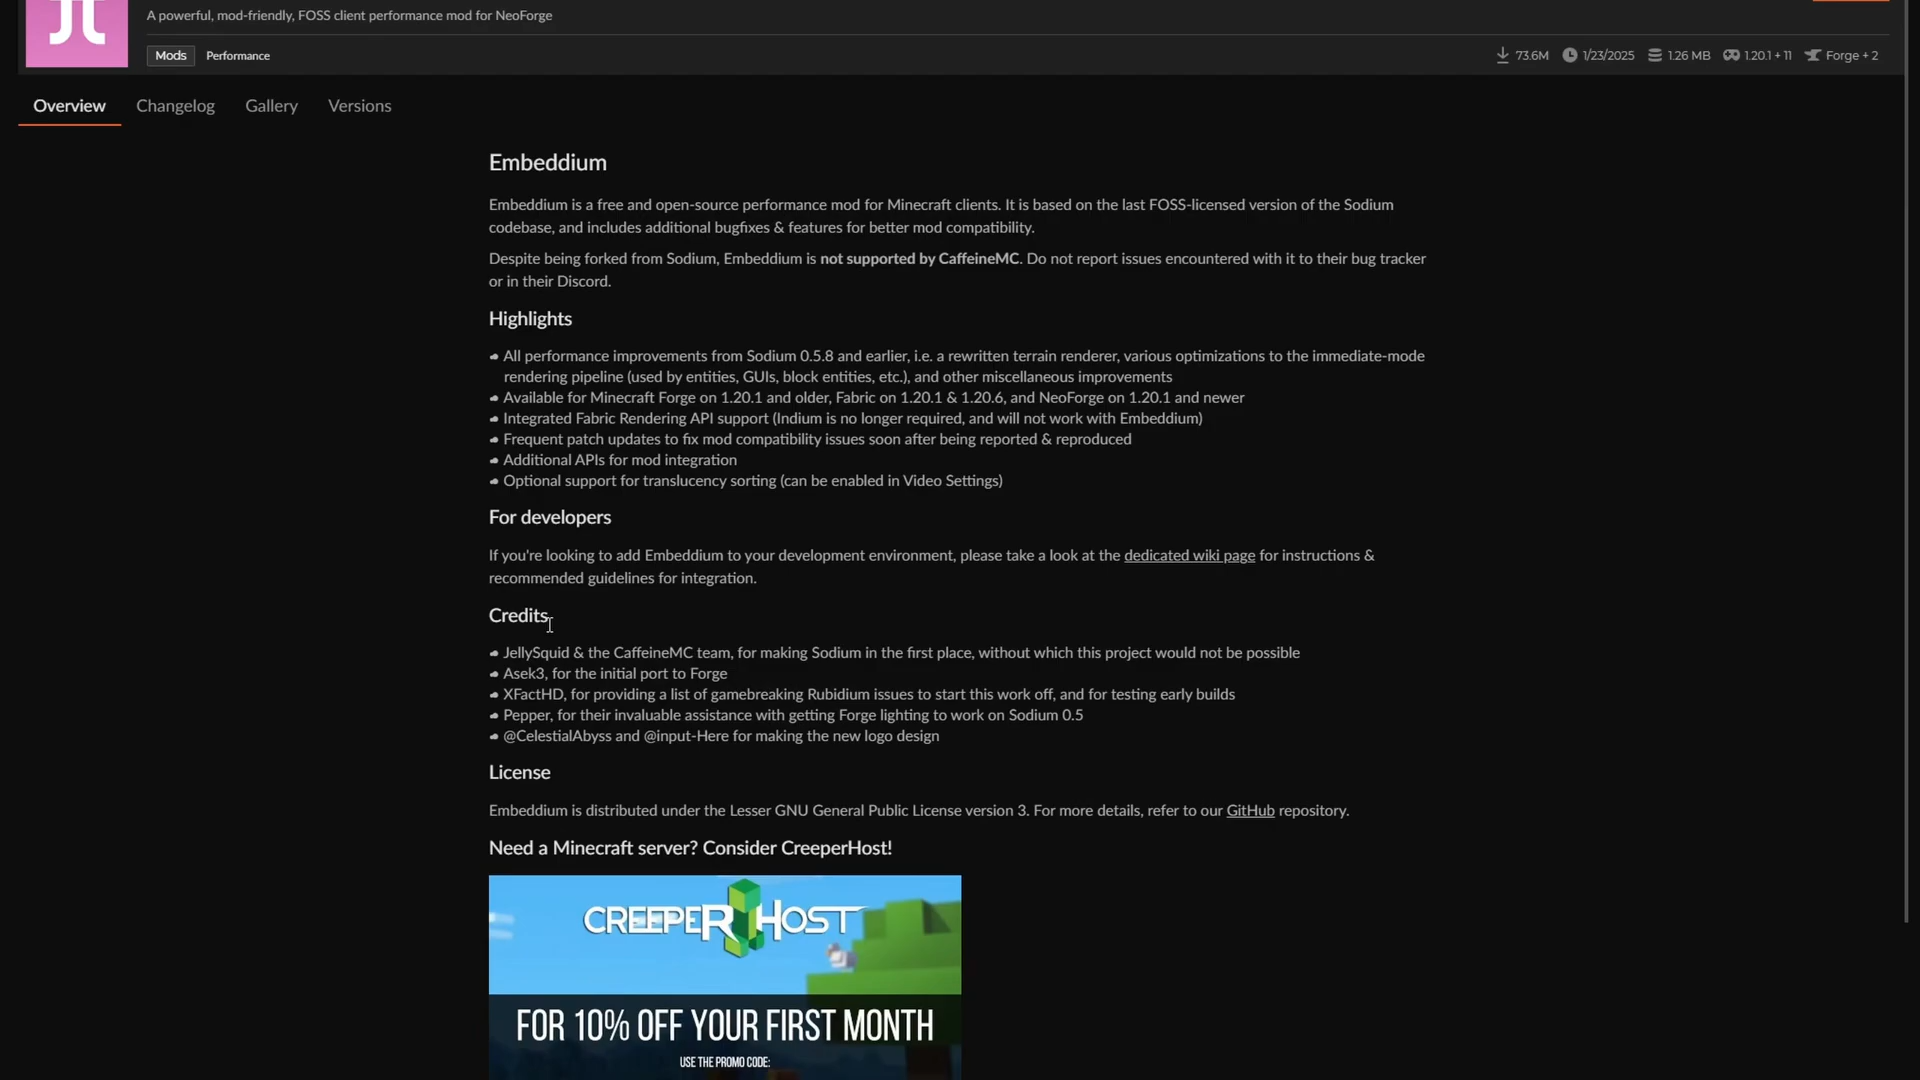 A powerful, mod-friendly, FOSS client performance mod for NeoForge
Mods Performance
73.6M 1/23/2025 1.26 MB 1.20.1 + 11 Forge + 2
Overview Changelog Gallery Versions
Embeddium
Embeddium is a free and open-source performance mod for Minecraft clients. It is based on the last FOSS-licensed version of the Sodium
codebase, and includes additional bugfixes & features for better mod compatibility.
Despite being forked from Sodium, Embeddium is not supported by CaffeineMC. Do not report issues encountered with it to their bug tracker
or in their Discord.
Highlights
All performance improvements from Sodium 0.5.8 and earlier, i.e. a rewritten terrain renderer, various optimizations to the immediate-mode
rendering pipeline (used by entities, GUIs, block entities, etc.), and other miscellaneous improvements
Available for Minecraft Forge on 1.20.1 and older, Fabric on 1.20.1 & 1.20.6, and NeoForge on 1.20.1 and newer
Integrated Fabric Rendering API support (Indium is no longer required, and will not work with Embeddium)
Frequent patch updates to fix mod compatibility issues soon after being reported & reproduced
Additional APIs for mod integration
Optional support for translucency sorting (can be enabled in Video Settings)
For developers
If you're looking to add Embeddium to your development environment, please take a look at the dedicated wiki page for instructions &
recommended guidelines for integration.
Credits
JellySquid & the CaffeineMC team, for making Sodium in the first place, without which this project would not be possible
Asek3, for the initial port to Forge
XFactHD, for providing a list of gamebreaking Rubidium issues to start this work off, and for testing early builds
Pepper, for their invaluable assistance with getting Forge lighting to work on Sodium 0.5
@CelestialAbyss and @input-Here for making the new logo design
License
Embeddium is distributed under the Lesser GNU General Public License version 3. For more details, refer to our GitHub repository.
Need a Minecraft server? Consider CreeperHost!
CREEPER HOST
FOR 10% OFF YOUR FIRST MONTH
USE THE PROMO CODE: